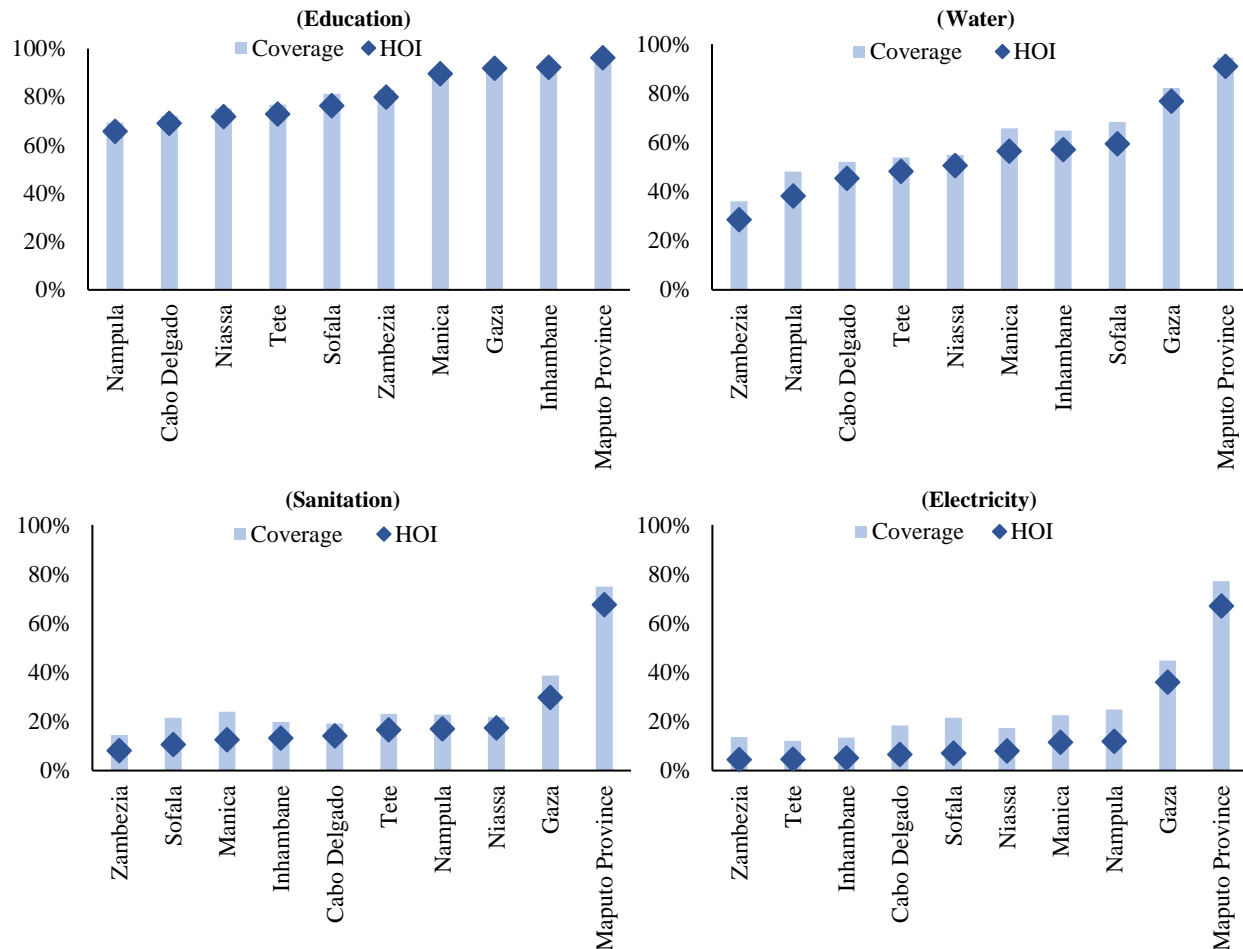 (Education)
Coverage HOI
100%
80%
60%
40%
20%
0%
Nampula
Cabo Delgado
Niassa
Tete
Sofala
Zambezia
Manica
Gaza
Inhambane
Maputo Province
(Water)
Coverage HOI
100%
80%
60%
40%
20%
0%
Zambezia
Nampula
Cabo Delgado
Tete
Niassa
Manica
Inhambane
Sofala
Gaza
Maputo Province
(Sanitation)
Coverage HOI
100%
80%
60%
40%
20%
0%
Zambezia
Sofala
Manica
Inhambane
Cabo Delgado
Tete
Nampula
Niassa
Gaza
Maputo Province
(Electricity)
Coverage HOI
100%
80%
60%
40%
20%
0%
Zambezia
Tete
Inhambane
Cabo Delgado
Sofala
Niassa
Manica
Nampula
Gaza
Maputo Province